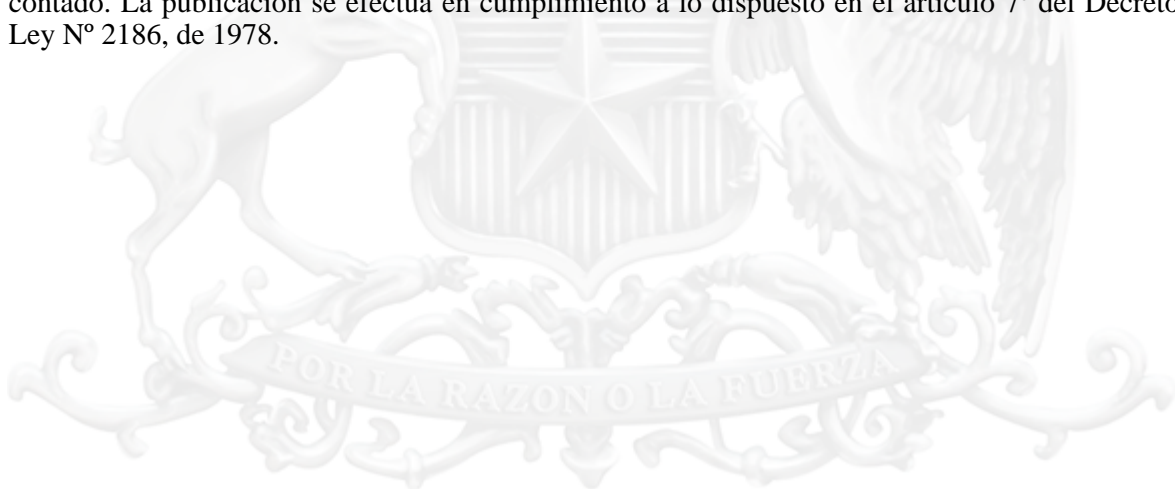 contado. La publicación se efectúa en cumplimiento a lo dispuesto en el artículo 7º del Decreto
Ley Nº 2186, de 1978.
POR LA RAZON O LA FUERZA